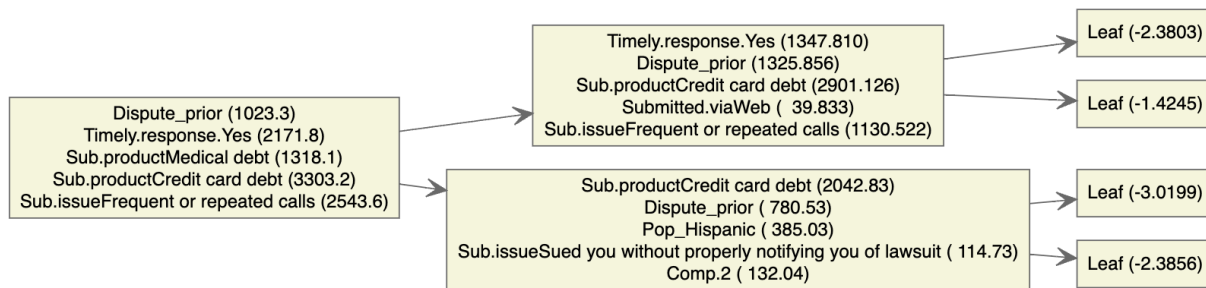 Dispute_prior (1023.3)
Timely.response.Yes (2171.8)
Sub.productMedical debt (1318.1)
Sub.productCredit card debt (3303.2)
Sub.issueFrequent or repeated calls (2543.6)
Timely.response.Yes (1347.810)
Dispute_prior (1325.856)
Sub.productCredit card debt (2901.126)
Submitted.viaWeb (  39.833)
Sub.issueFrequent or repeated calls (1130.522)
Sub.productCredit card debt (2042.83)
Dispute_prior ( 780.53)
Pop_Hispanic ( 385.03)
Sub.issueSued you without properly notifying you of lawsuit ( 114.73)
Comp.2 ( 132.04)
Leaf (-2.3803)
Leaf (-1.4245)
Leaf (-3.0199)
Leaf (-2.3856)